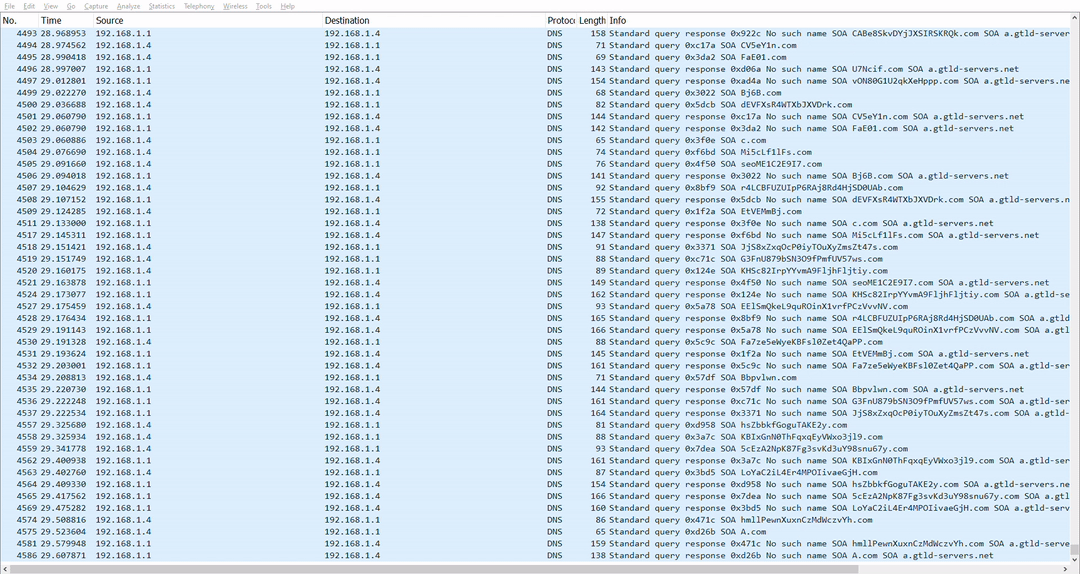 File Edit View Go Capture Analyze Statistics Telephony Wireless Tools Help
No. Time Source Destination Protoco Length Info
4493 28.968953 192.168.1.1 192.168.1.4 DNS 158 Standard query response 0x922c No such name SOA CABe8SkvDYjJXSIRSKRQk.com SOA a.gtld-server
4494 28.974562 192.168.1.4 192.168.1.1 DNS 71 Standard query 0xc17a SOA CV5eY1n.com
4495 28.990418 192.168.1.4 192.168.1.1 DNS 69 Standard query 0x3da2 SOA FaE01.com
4496 28.997007 192.168.1.1 192.168.1.4 DNS 143 Standard query response 0xd06a No such name SOA U7Ncif.com SOA a.gtld-servers.net
4497 29.012801 192.168.1.1 192.168.1.4 DNS 154 Standard query response 0xad4a No such name SOA vON80G1U2qkXeHppp.com SOA a.gtld-servers.n
4499 29.022270 192.168.1.4 192.168.1.1 DNS 68 Standard query 0x3022 SOA Bj6B.com
4500 29.036688 192.168.1.4 192.168.1.1 DNS 82 Standard query 0x5dcb SOA dEVFXsR4WTXbJXVDrk.com
4501 29.060790 192.168.1.1 192.168.1.4 DNS 144 Standard query response 0xc17a No such name SOA CV5eY1n.com SOA a.gtld-servers.net
4502 29.060790 192.168.1.1 192.168.1.4 DNS 142 Standard query response 0x3da2 No such name SOA FaE01.com SOA a.gtld-servers.net
4503 29.060886 192.168.1.4 192.168.1.1 DNS 65 Standard query 0x3f0e SOA c.com
4504 29.076690 192.168.1.4 192.168.1.1 DNS 74 Standard query 0xf6bd SOA Mi5cLf1lFs.com
4505 29.091660 192.168.1.4 192.168.1.1 DNS 76 Standard query 0x4f50 SOA seoME1C2E9I7.com
4506 29.094018 192.168.1.1 192.168.1.4 DNS 141 Standard query response 0x3022 No such name SOA Bj6B.com SOA a.gtld-servers.net
4507 29.104629 192.168.1.4 192.168.1.1 DNS 92 Standard query 0x8bf9 SOA r4LCBFUZUIpP6RAj8Rd4HjSD0UAb.com
4508 29.107152 192.168.1.1 192.168.1.4 DNS 155 Standard query response 0x5dcb No such name SOA dEVFXsR4WTXbJXVDrk.com SOA a.gtld-servers.n
4509 29.124285 192.168.1.4 192.168.1.1 DNS 72 Standard query 0x1f2a SOA EtVEMmBj.com
4511 29.133000 192.168.1.1 192.168.1.4 DNS 138 Standard query response 0x3f0e No such name SOA c.com SOA a.gtld-servers.net
4517 29.145311 192.168.1.1 192.168.1.4 DNS 147 Standard query response 0xf6bd No such name SOA Mi5cLf1lFs.com SOA a.gtld-servers.net
4518 29.151421 192.168.1.4 192.168.1.1 DNS 91 Standard query 0x3371 SOA JjS8xZxqOcP0iyTOuXyZmsZt47s.com
4519 29.151749 192.168.1.4 192.168.1.1 DNS 88 Standard query 0xc71c SOA G3FnU879bSN3O9fPmfUV57ws.com
4520 29.160175 192.168.1.4 192.168.1.1 DNS 89 Standard query 0x124e SOA KHSc82IrpYYvmA9FljhFljtiy.com
4521 29.163878 192.168.1.1 192.168.1.4 DNS 149 Standard query response 0x4f50 No such name SOA seoME1C2E9I7.com SOA a.gtld-servers.net
4524 29.173077 192.168.1.1 192.168.1.4 DNS 162 Standard query response 0x124e No such name SOA KHSc82IrpYYvmA9FljhFljtiy.com SOA a.gtld-se
4527 29.175459 192.168.1.4 192.168.1.1 DNS 93 Standard query 0x5a78 SOA EElSmQkeL9quROinX1vrfPCzVvvNV.com
4528 29.176434 192.168.1.1 192.168.1.4 DNS 165 Standard query response 0x8bf9 No such name SOA r4LCBFUZUIpP6RAj8Rd4HjSD0UAb.com SOA a.gtld
4529 29.191143 192.168.1.1 192.168.1.4 DNS 166 Standard query response 0x5a78 No such name SOA EElSmQkeL9quROinX1vrfPCzVvvNV.com SOA a.gtl
4530 29.191328 192.168.1.4 192.168.1.1 DNS 88 Standard query 0x5c9c SOA Fa7ze5eWyeKBFsl0Zet4QaPP.com
4531 29.193624 192.168.1.1 192.168.1.4 DNS 145 Standard query response 0x1f2a No such name SOA EtVEMmBj.com SOA a.gtld-servers.net
4532 29.203001 192.168.1.1 192.168.1.4 DNS 161 Standard query response 0x5c9c No such name SOA Fa7ze5eWyeKBFsl0Zet4QaPP.com SOA a.gtld-ser
4534 29.208813 192.168.1.4 192.168.1.1 DNS 71 Standard query 0x57df SOA Bbpvlwn.com
4535 29.220730 192.168.1.1 192.168.1.4 DNS 144 Standard query response 0x57df No such name SOA Bbpvlwn.com SOA a.gtld-servers.net
4536 29.222248 192.168.1.1 192.168.1.4 DNS 161 Standard query response 0xc71c No such name SOA G3FnU879bSN3O9fPmfUV57ws.com SOA a.gtld-ser
4537 29.222534 192.168.1.1 192.168.1.4 DNS 164 Standard query response 0x3371 No such name SOA JjS8xZxqOcP0iyTOuXyZmsZt47s.com SOA a.gtld-
4557 29.325680 192.168.1.4 192.168.1.1 DNS 81 Standard query 0xd958 SOA hsZbbkfGoguTAKE2y.com
4558 29.325934 192.168.1.4 192.168.1.1 DNS 88 Standard query 0x3a7c SOA KBIxGnN0ThFqxqEyVWxo3jl9.com
4559 29.341778 192.168.1.4 192.168.1.1 DNS 93 Standard query 0x7dea SOA 5cEzA2NpK87Fg3svKd3uY98snu67y.com
4562 29.400938 192.168.1.1 192.168.1.4 DNS 161 Standard query response 0x3a7c No such name SOA KBIxGnN0ThFqxqEyVWxo3jl9.com SOA a.gtld-ser
4563 29.402760 192.168.1.4 192.168.1.1 DNS 87 Standard query 0x3bd5 SOA LoYaC2iL4Er4MPOIivaeGjH.com
4564 29.409330 192.168.1.1 192.168.1.4 DNS 154 Standard query response 0xd958 No such name SOA hsZbbkfGoguTAKE2y.com SOA a.gtld-servers.ne
4565 29.417562 192.168.1.1 192.168.1.4 DNS 166 Standard query response 0x7dea No such name SOA 5cEzA2NpK87Fg3svKd3uY98snu67y.com SOA a.gtl
4569 29.475282 192.168.1.1 192.168.1.4 DNS 160 Standard query response 0x3bd5 No such name SOA LoYaC2iL4Er4MPOIivaeGjH.com SOA a.gtld-serv
4574 29.508816 192.168.1.4 192.168.1.1 DNS 86 Standard query 0x471c SOA hmllPewnXuxnCzMdWczvYh.com
4575 29.523604 192.168.1.4 192.168.1.1 DNS 65 Standard query 0xd26b SOA A.com
4581 29.579948 192.168.1.1 192.168.1.4 DNS 159 Standard query response 0x471c No such name SOA hmllPewnXuxnCzMdWczvYh.com SOA a.gtld-serve
4586 29.607871 192.168.1.1 192.168.1.4 DNS 138 Standard query response 0xd26b No such name SOA A.com SOA a.gtld-servers.net